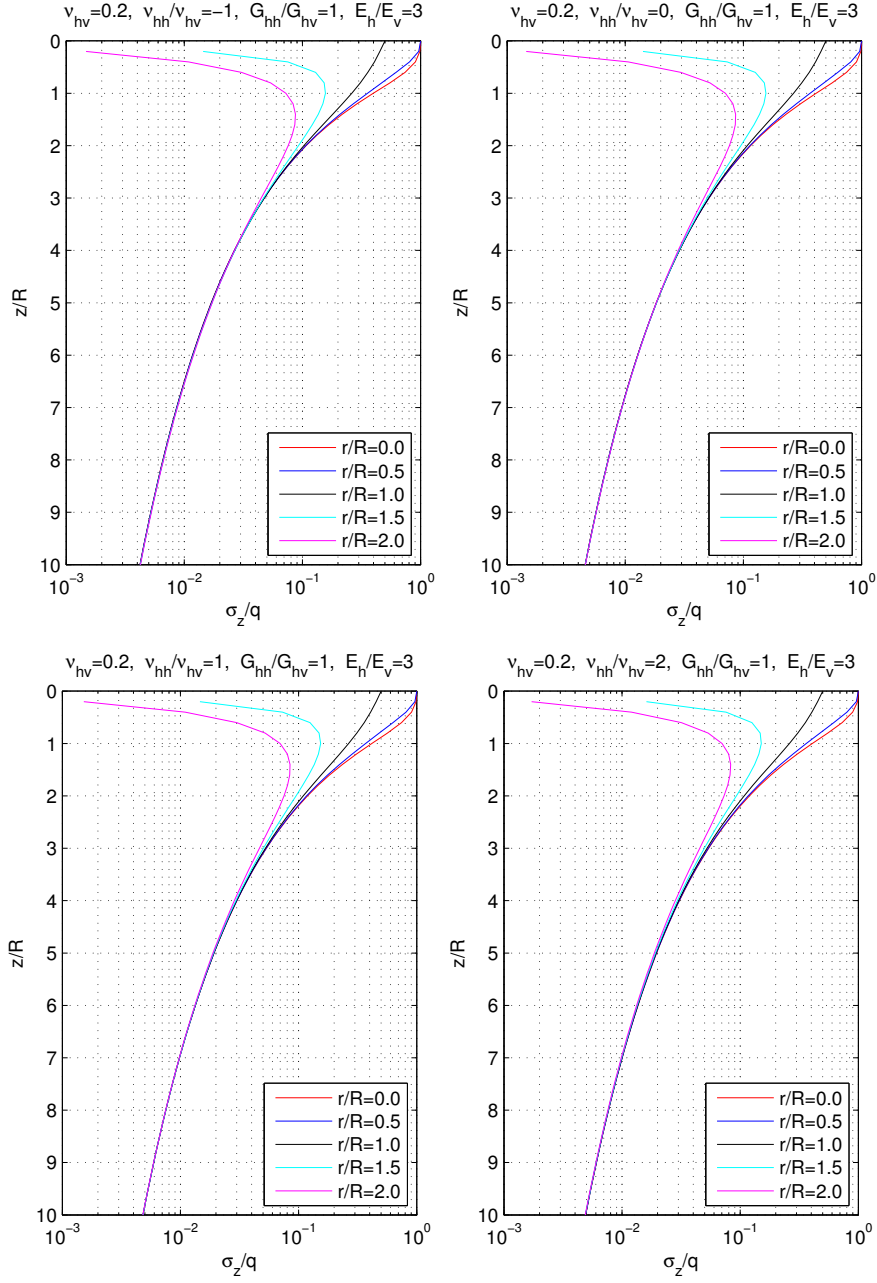 ν_hv=0.2, ν_hh/ν_hv=−1, G_hh/G_hv=1, E_h/E_v=3
0
1
2
3
4
5
6
7
8
9
10
z/R
10^−3
10^−2
10^−1
10^0
σ_z/q
r/R=0.0
r/R=0.5
r/R=1.0
r/R=1.5
r/R=2.0
ν_hv=0.2, ν_hh/ν_hv=0, G_hh/G_hv=1, E_h/E_v=3
0
1
2
3
4
5
6
7
8
9
10
z/R
10^−3
10^−2
10^−1
10^0
σ_z/q
r/R=0.0
r/R=0.5
r/R=1.0
r/R=1.5
r/R=2.0
ν_hv=0.2, ν_hh/ν_hv=1, G_hh/G_hv=1, E_h/E_v=3
0
1
2
3
4
5
6
7
8
9
10
z/R
10^−3
10^−2
10^−1
10^0
σ_z/q
r/R=0.0
r/R=0.5
r/R=1.0
r/R=1.5
r/R=2.0
ν_hv=0.2, ν_hh/ν_hv=2, G_hh/G_hv=1, E_h/E_v=3
0
1
2
3
4
5
6
7
8
9
10
z/R
10^−3
10^−2
10^−1
10^0
σ_z/q
r/R=0.0
r/R=0.5
r/R=1.0
r/R=1.5
r/R=2.0